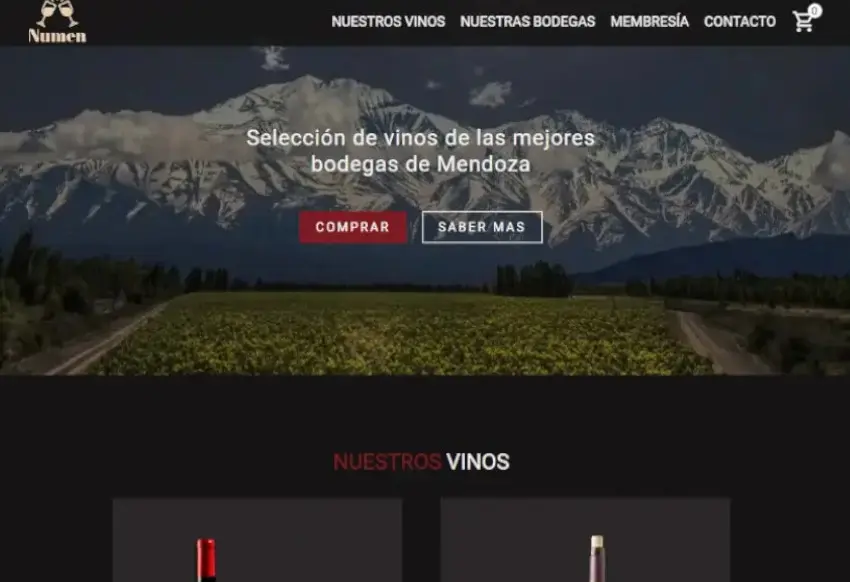 Numen
NUESTROS VINOS
NUESTRAS BODEGAS
MEMBRESÍA
CONTACTO
0
Selección de vinos de las mejores
bodegas de Mendoza
COMPRAR
SABER MAS
NUESTROS VINOS